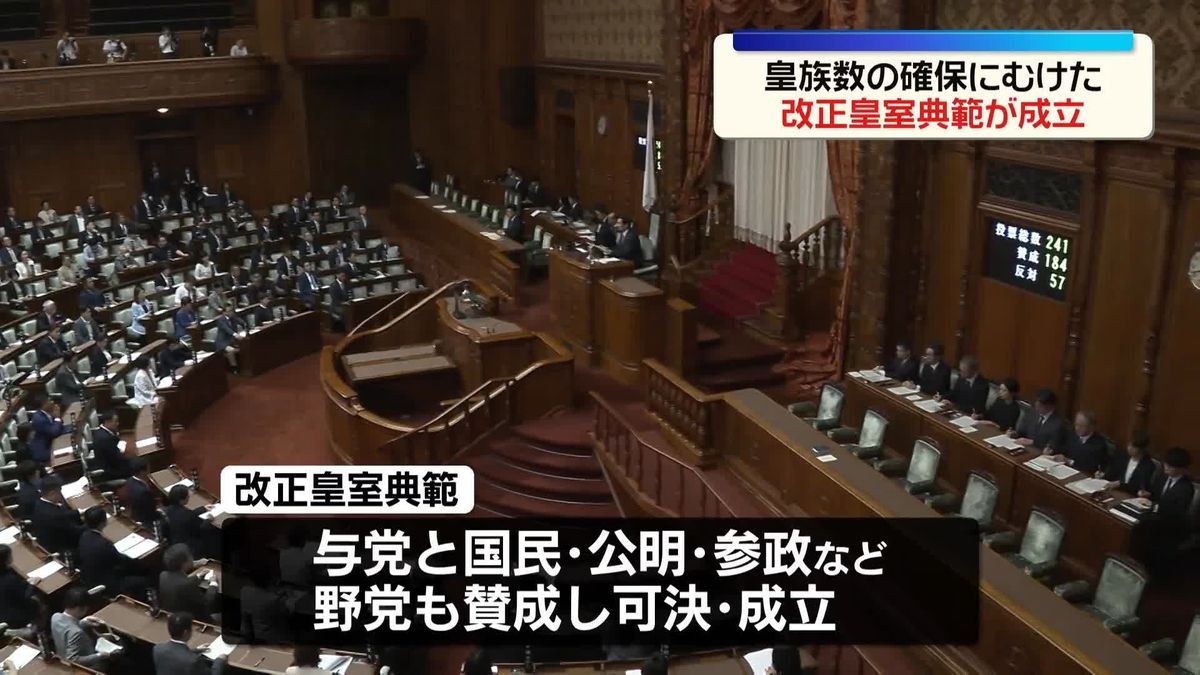 皇族数の確保にむけた
改正皇室典範が成立
投票総数 241
賛成 184
反対 57
改正皇室典範
与党と国民・公明・参政など
野党も賛成し可決・成立